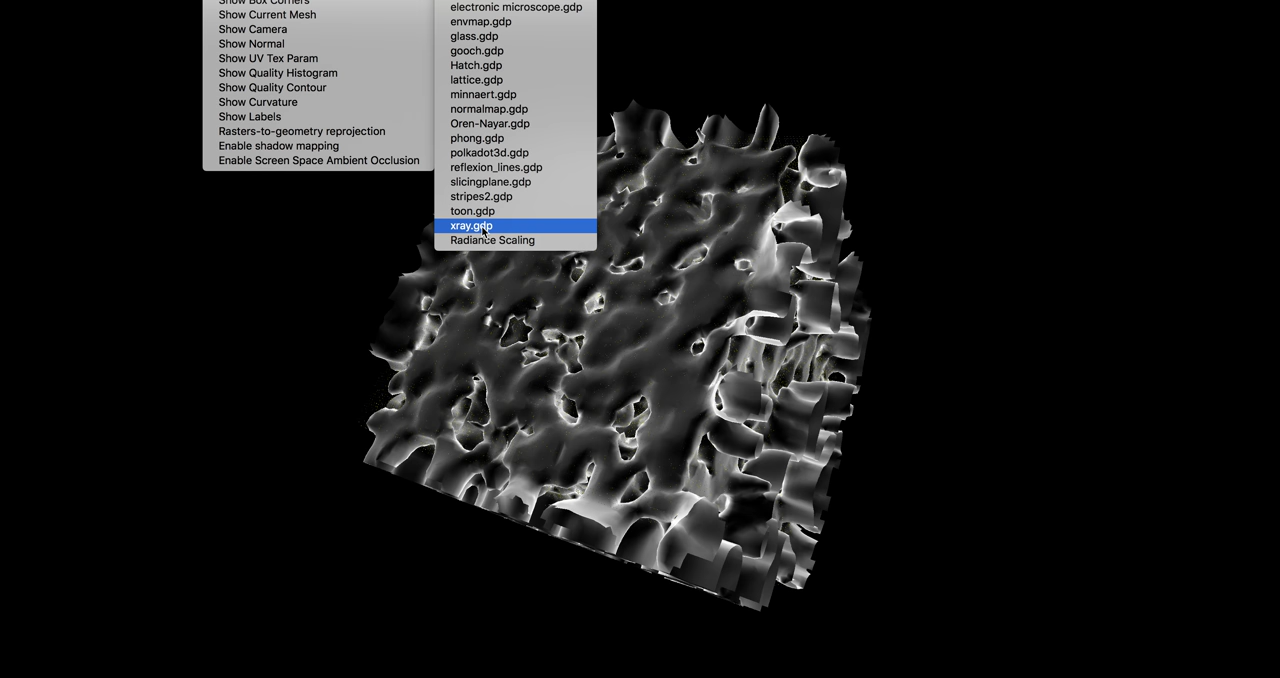 Show Box Corners
Show Current Mesh
Show Camera
Show Normal
Show UV Tex Param
Show Quality Histogram
Show Quality Contour
Show Curvature
Show Labels
Rasters-to-geometry reprojection
Enable shadow mapping
Enable Screen Space Ambient Occlusion
electronic microscope.gdp
envmap.gdp
glass.gdp
gooch.gdp
Hatch.gdp
lattice.gdp
minnaert.gdp
normalmap.gdp
Oren-Nayar.gdp
phong.gdp
polkadot3d.gdp
reflexion_lines.gdp
slicingplane.gdp
stripes2.gdp
toon.gdp
xray.gdp
Radiance Scaling